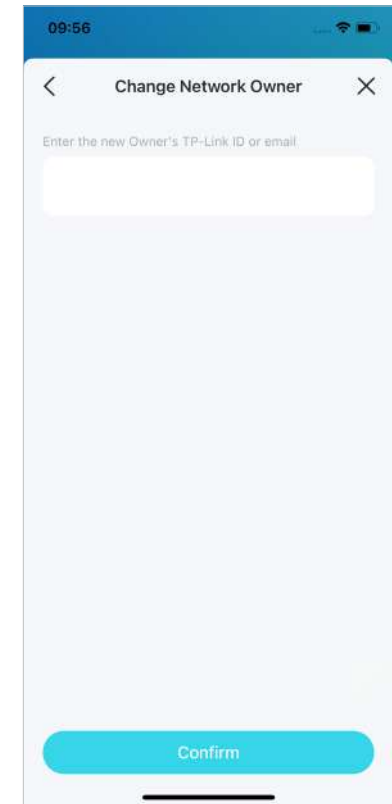 09:56
Change Network Owner
Enter the new Owner's TP-Link ID or email
Confirm